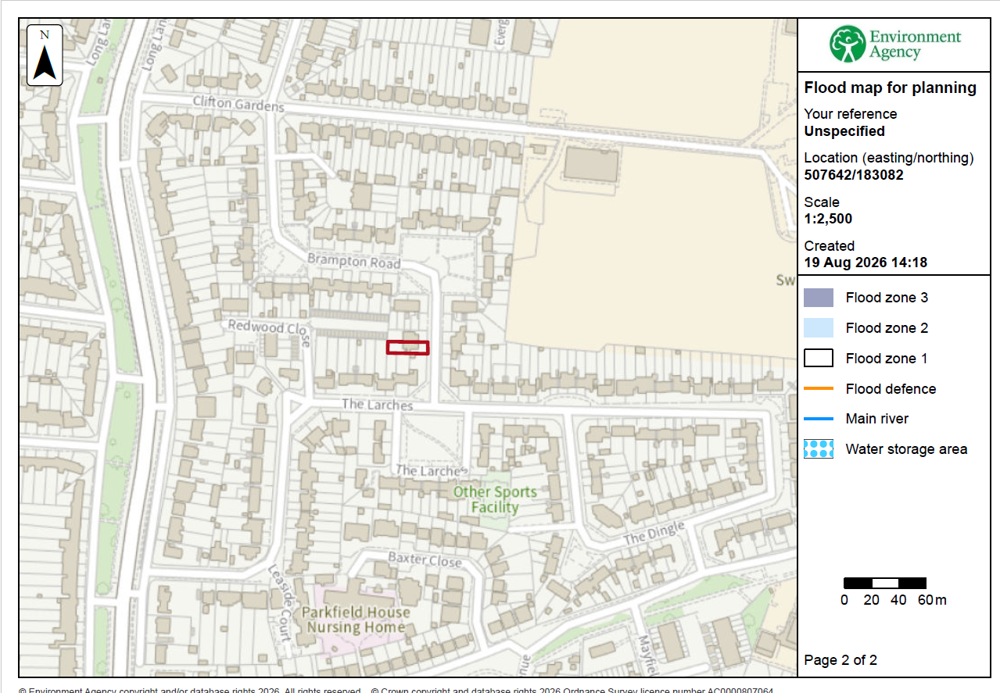 N
Long Lan
Long Lan
Everg
Clifton Gardens
Brampton Road
Sw
Redwood Close
The Larches
The Larches
Other Sports
Facility
The Dingle
Baxter Close
Leaside Court
Parkfield House
Nursing Home
Mayfiel
nue
Environment
Agency
Flood map for planning
Your reference
Unspecified
Location (easting/northing)
507642/183082
Scale
1:2,500
Created
19 Aug 2026 14:18
Flood zone 3
Flood zone 2
Flood zone 1
Flood defence
Main river
Water storage area
0 20 40 60m
Page 2 of 2
© Environment Agency copyright and/or database rights 2026. All rights reserved. © Crown copyright and database rights 2026 Ordnance Survey licence number AC0000807064